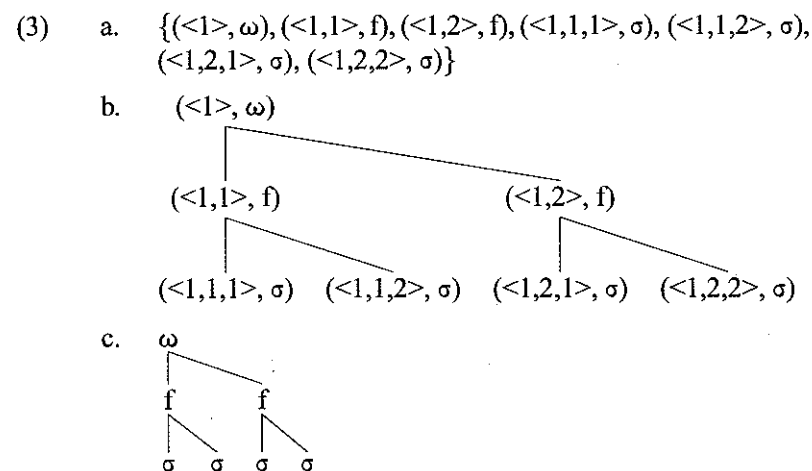 (3) a. {(<1>, ω), (<1,1>, f), (<1,2>, f), (<1,1,1>, σ), (<1,1,2>, σ),
(<1,2,1>, σ), (<1,2,2>, σ)}
b. (<1>, ω)
(<1,1>, f) (<1,2>, f)
(<1,1,1>, σ) (<1,1,2>, σ) (<1,2,1>, σ) (<1,2,2>, σ)
c. ω
f f
σ σ σ σ